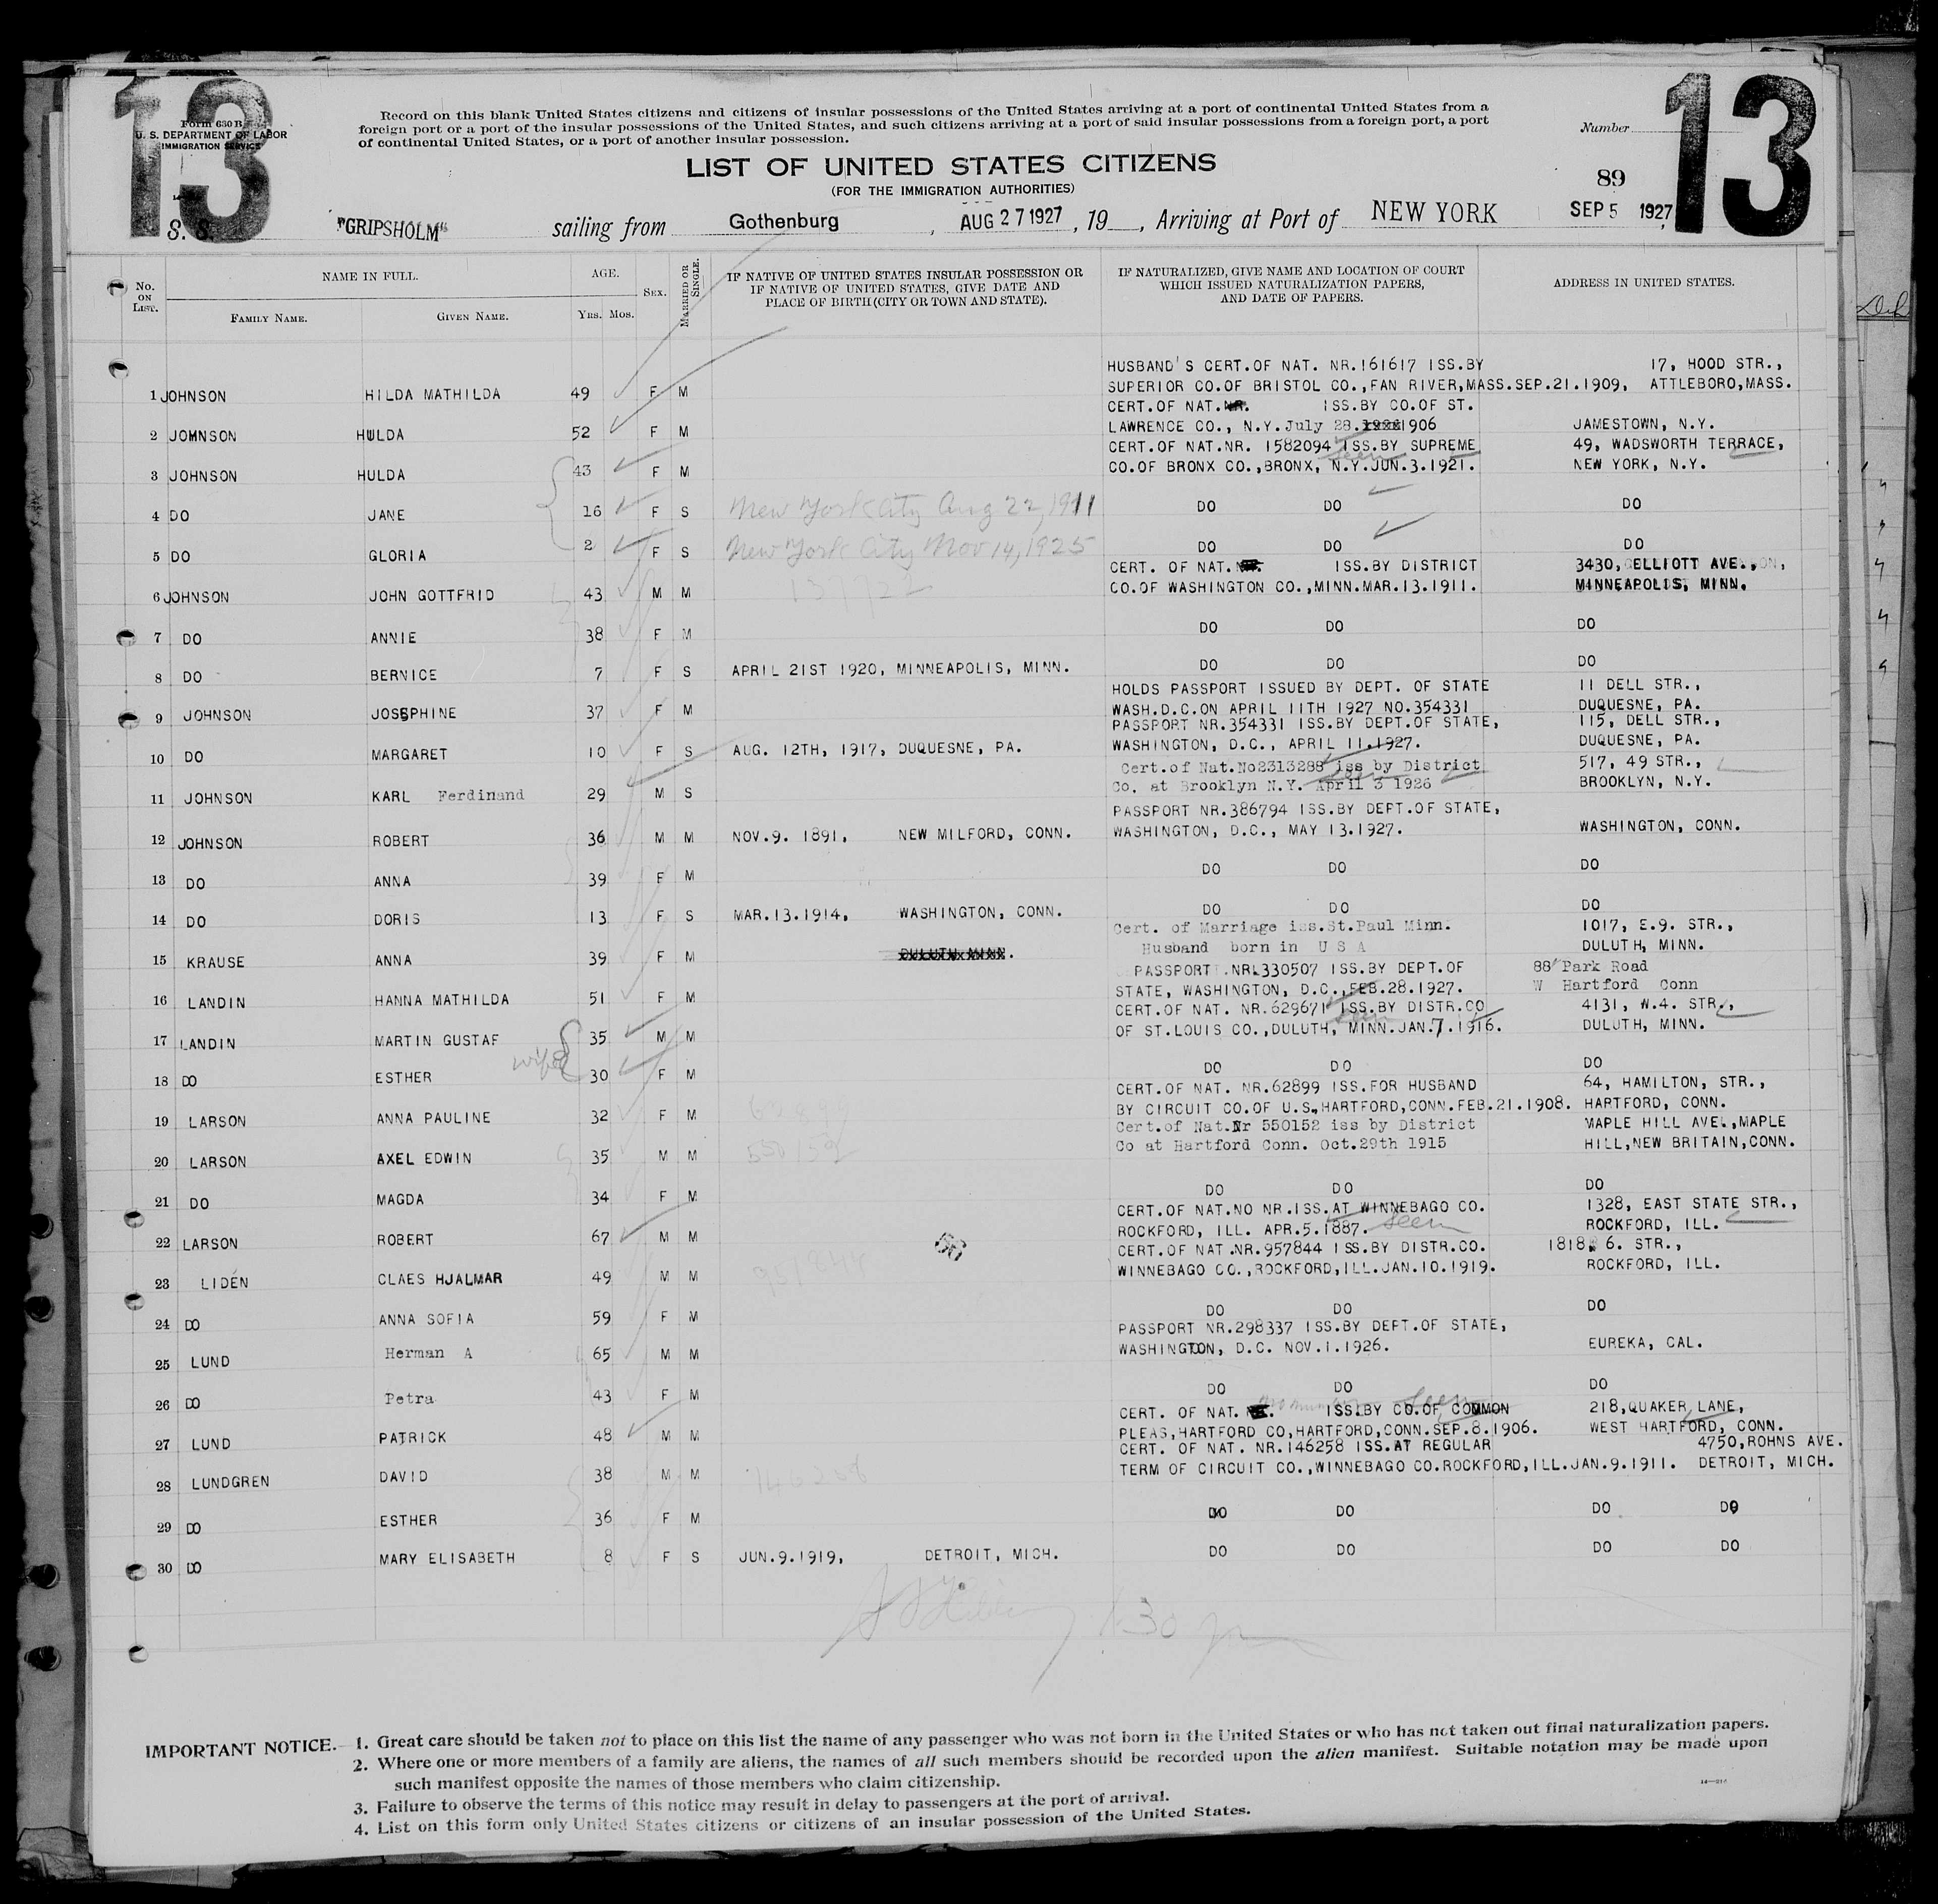 13
13
Form 630 B
U. S. DEPARTMENT OF LABOR
IMMIGRATION SERVICE
Record on this blank United States citizens and citizens of insular possessions of the United States arriving at a port of continental United States from a
foreign port or a port of the insular possessions of the United States, and such citizens arriving at a port of said insular possessions from a foreign port, a port
of continental United States, or a port of another insular possession.
Number
LIST OF UNITED STATES CITIZENS
(FOR THE IMMIGRATION AUTHORITIES)
89
S. S. "GRIPSHOLM" sailing from Gothenburg, AUG 27 1927, 19__, Arriving at Port of NEW YORK SEP 5 1927,
No. ON LIST. NAME IN FULL. AGE. SEX. MARRIED OR SINGLE. IF NATIVE OF UNITED STATES INSULAR POSSESSION OR
IF NATIVE OF UNITED STATES, GIVE DATE AND
PLACE OF BIRTH (CITY OR TOWN AND STATE).
IF NATURALIZED, GIVE NAME AND LOCATION OF COURT
WHICH ISSUED NATURALIZATION PAPERS,
AND DATE OF PAPERS.
ADDRESS IN UNITED STATES.
FAMILY NAME. GIVEN NAME. YRS. MOS.
HUSBAND'S CERT.OF NAT. NR.161617 ISS.BY 17, HOOD STR.,
1 JOHNSON HILDA MATHILDA 49 F M SUPERIOR CO.OF BRISTOL CO.,FAN RIVER,MASS.SEP.21.1909, ATTLEBORO,MASS.
CERT.OF NAT. ISS.BY CO.OF ST.
2 JOHNSON HULDA 52 F M LAWRENCE CO., N.Y.July 28.1906 JAMESTOWN, N.Y.
CERT.OF NAT.NR. 1582094 ISS.BY SUPREME 49, WADSWORTH TERRACE,
seen
3 JOHNSON HULDA 43 F M CO.OF BRONX CO.,BRONX, N.Y.JUN.3.1921. NEW YORK, N.Y.
4 DO JANE 16 F S New York City Aug 22, 1911 DO DO DO
5 DO GLORIA 2 F S New York City Nov 14, 1925 DO DO DO
CERT. OF NAT. ISS.BY DISTRICT 3430, ELLIOTT AVE.,
6 JOHNSON JOHN GOTTFRID 43 M M CO.OF WASHINGTON CO.,MINN.MAR.13.1911. MINNEAPOLIS, MINN.
7 DO ANNIE 38 F M DO DO DO
8 DO BERNICE 7 F S APRIL 21ST 1920, MINNEAPOLIS, MINN. DO DO DO
HOLDS PASSPORT ISSUED BY DEPT. OF STATE 11 DELL STR.,
9 JOHNSON JOSEPHINE 37 F M WASH.D.C.ON APRIL 11TH 1927 NO.354331 DUQUESNE, PA.
PASSPORT NR.354331 ISS.BY DEPT.OF STATE, 115, DELL STR.,
10 DO MARGARET 10 F S AUG. 12TH, 1917, DUQUESNE, PA. WASHINGTON, D.C., APRIL 11.1927. DUQUESNE, PA.
Cert.of Nat.No2313288 iss by District 517, 49 STR.,
11 JOHNSON KARL Ferdinand 29 M S Co. at Brooklyn N.Y. April 3 1926 BROOKLYN, N.Y.
PASSPORT NR.386794 ISS.BY DEPT.OF STATE,
12 JOHNSON ROBERT 36 M M NOV.9. 1891, NEW MILFORD, CONN. WASHINGTON, D.C., MAY 13.1927. WASHINGTON, CONN.
13 DO ANNA 39 F M DO DO DO
14 DO DORIS 13 F S MAR.13.1914, WASHINGTON, CONN. DO DO DO
Cert. of Marriage iss.St.Paul Minn. 1017, E.9. STR.,
15 KRAUSE ANNA 39 F M DULUTH MINN. Husband born in U S A DULUTH, MINN.
PASSPORT NR.330507 ISS.BY DEPT.OF 88 Park Road
16 LANDIN HANNA MATHILDA 51 F M STATE, WASHINGTON, D.C.,FEB.28.1927. W Hartford Conn
CERT.OF NAT. NR.629671 ISS.BY DISTR.CO 4131, W.4. STR.,
seen
17 LANDIN MARTIN GUSTAF 35 M M OF ST.LOUIS CO.,DULUTH, MINN.JAN.7.1916. DULUTH, MINN.
wife
18 DO ESTHER 30 F M DO DO DO
CERT.OF NAT. NR.62899 ISS.FOR HUSBAND 64, HAMILTON, STR.,
19 LARSON ANNA PAULINE 32 F M 62899 BY CIRCUIT CO.OF U.S.,HARTFORD,CONN.FEB.21.1908. HARTFORD, CONN.
Cert.of Nat.Nr 550152 iss by District MAPLE HILL AVE.,MAPLE
20 LARSON AXEL EDWIN 35 M M 550152 Co at Hartford Conn. Oct.29th 1915 HILL,NEW BRITAIN,CONN.
21 DO MAGDA 34 F M DO DO DO
CERT.OF NAT.NO NR.ISS.AT WINNEBAGO CO. 1328, EAST STATE STR.,
22 LARSON ROBERT 67 M M ROCKFORD, ILL. APR.5.1887. seen ROCKFORD, ILL.
56
CERT. OF NAT.NR.957844 ISS.BY DISTR.CO. 1818, 6. STR.,
23 LIDÉN CLAES HJALMAR 49 M M 957844 WINNEBAGO CO.,ROCKFORD,ILL.JAN.10.1919. ROCKFORD, ILL.
24 DO ANNA SOFIA 59 F M DO DO DO
PASSPORT NR.298337 ISS.BY DEPT.OF STATE,
25 LUND Herman A 65 M M WASHINGTON, D.C. NOV.1.1926. EUREKA, CAL.
26 DO Petra 43 F M DO DO DO
seen
CERT. OF NAT. ISS.BY CO.OF COMMON 218,QUAKER LANE,
27 LUND PATRICK 48 M M PLEAS,HARTFORD CO,HARTFORD,CONN.SEP.8.1906. WEST HARTFORD, CONN.
CERT. OF NAT. NR.146258 ISS.AT REGULAR 4750,ROHNS AVE.
28 LUNDGREN DAVID 38 M M TERM OF CIRCUIT CO.,WINNEBAGO CO.ROCKFORD,ILL.JAN.9.1911. DETROIT, MICH.
29 DO ESTHER 36 F M DO DO DO DO
30 DO MARY ELISABETH 8 F S JUN.9.1919, DETROIT, MICH. DO DO DO DO
1-30 pm
IMPORTANT NOTICE. 1. Great care should be taken not to place on this list the name of any passenger who was not born in the United States or who has not taken out final naturalization papers.
2. Where one or more members of a family are aliens, the names of all such members should be recorded upon the alien manifest. Suitable notation may be made upon
such manifest opposite the names of those members who claim citizenship.
3. Failure to observe the terms of this notice may result in delay to passengers at the port of arrival.
4. List on this form only United States citizens or citizens of an insular possession of the United States.